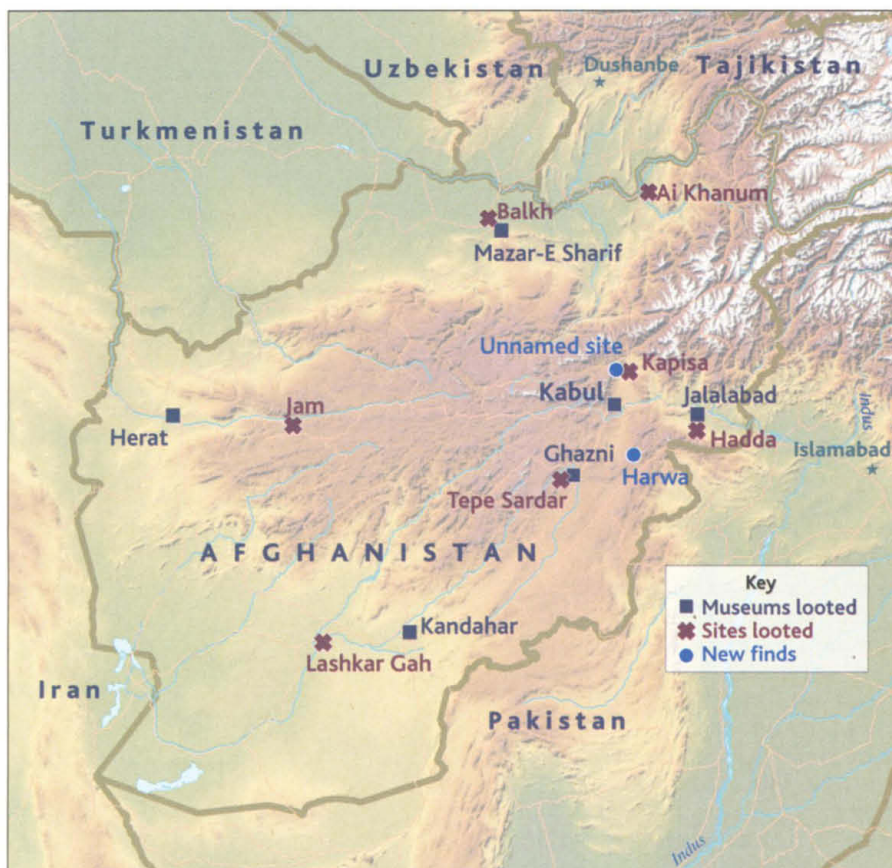 Uzbekistan
Dushanbe
Tajikistan
Turkmenistan
Ai Khanum
Balkh
Mazar-E Sharif
Unnamed site
Kapisa
Kabul
Jalalabad
Indus
Jam
Herat
Hadda
Ghazni
Islamabad
Harwa
Tepe Sardar
AFGHANISTAN
Key
Museums looted
Sites looted
New finds
Kandahar
Lashkar Gah
Iran
Pakistan
Indus